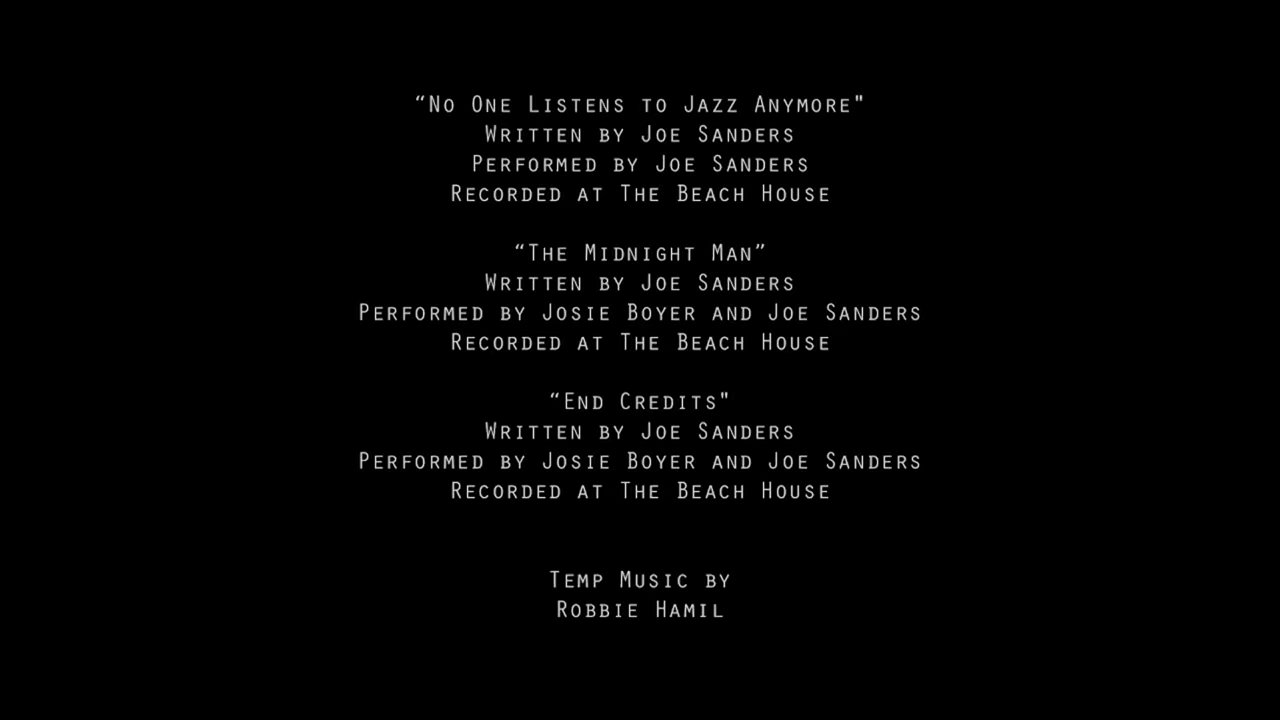 “No One Listens to Jazz Anymore"
Written by Joe Sanders
Performed by Joe Sanders
Recorded at The Beach House
“The Midnight Man”
Written by Joe Sanders
Performed by Josie Boyer and Joe Sanders
Recorded at The Beach House
“End Credits"
Written by Joe Sanders
Performed by Josie Boyer and Joe Sanders
Recorded at The Beach House
Temp Music by
Robbie Hamil